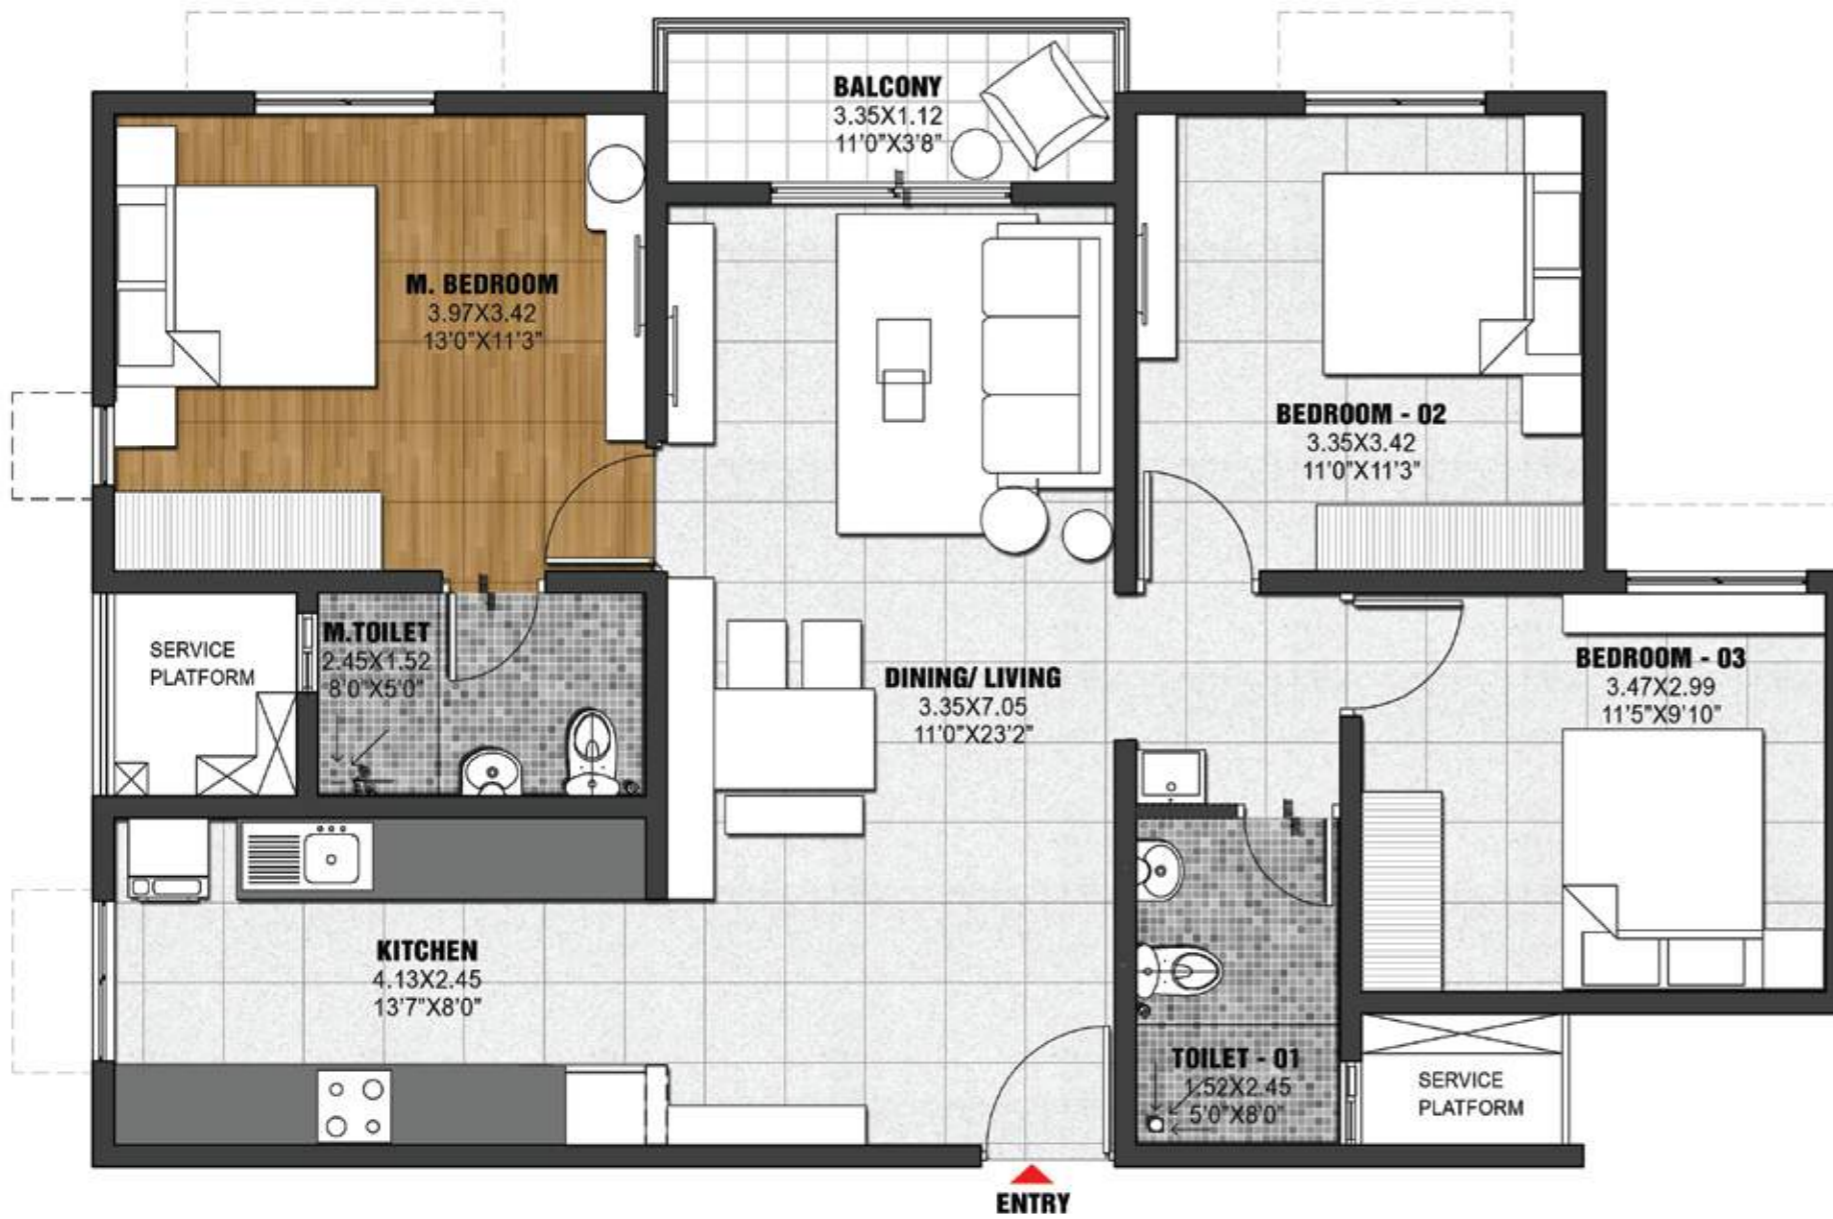 BALCONY
3.35X1.12
11'0"X3'8"
M. BEDROOM
3.97X3.42
13'0"X11'3"
BEDROOM - 02
3.35X3.42
11'0"X11'3"
SERVICE
PLATFORM
M.TOILET
2.45X1.52
8'0"X5'0"
DINING/ LIVING
3.35X7.05
11'0"X23'2"
BEDROOM - 03
3.47X2.99
11'5"X9'10"
KITCHEN
4.13X2.45
13'7"X8'0"
TOILET - 01
1.52X2.45
5'0"X8'0"
SERVICE
PLATFORM
ENTRY